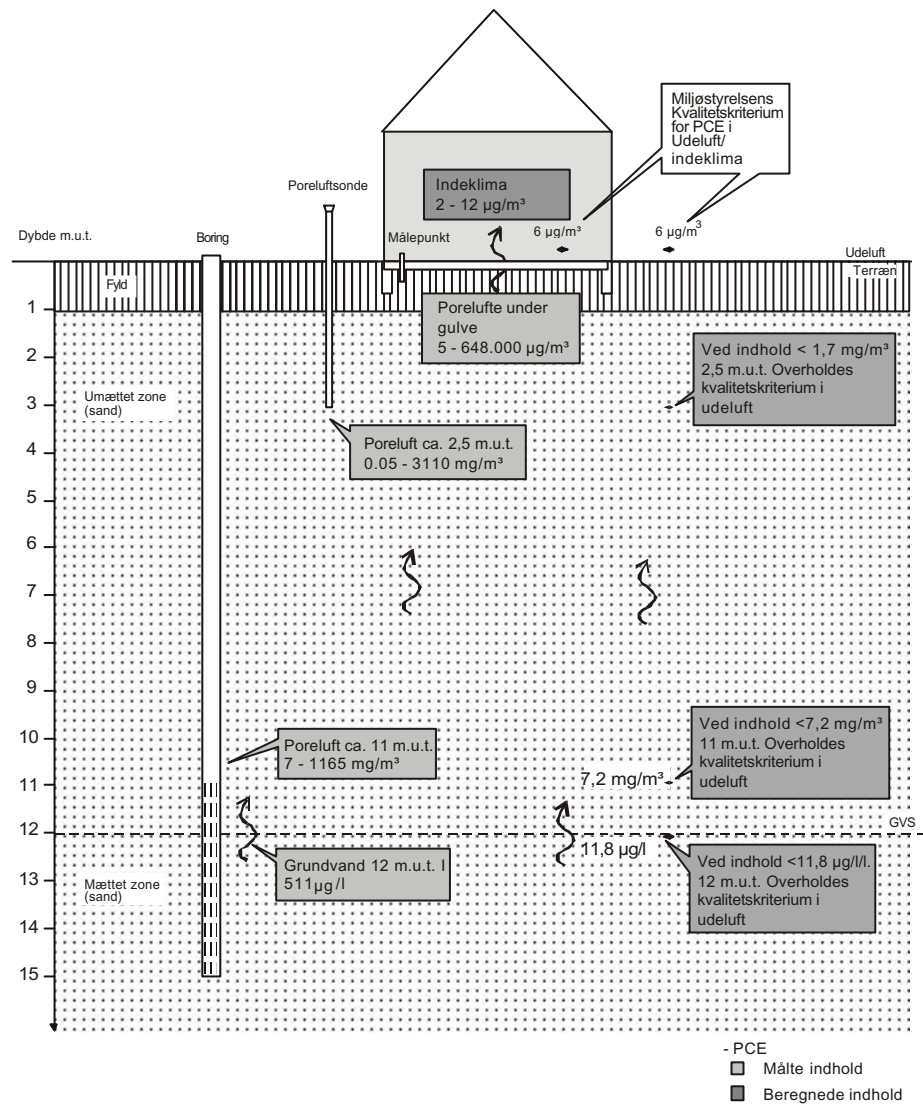 Miljøstyrelsens
Kvalitetskriterium
for PCE i
Udeluft/
indeklima
Indeklima
2 - 12 µg/m³
Poreluftsonde
Dybde m.u.t.
Boring
Målepunkt
6 µg/m³
6 µg/m³
Udeluft
Terræn
Fyld
1
2
3
4
5
6
7
8
9
10
11
12
13
14
15
Porelufte under
gulve
5 - 648.000 µg/m³
Ved indhold < 1,7 mg/m³
2,5 m.u.t. Overholdes
kvalitetskriterium i
udeluft
Umættet zone
(sand)
Poreluft ca. 2,5 m.u.t.
0.05 - 3110 mg/m³
Poreluft ca. 11 m.u.t.
7 - 1165 mg/m³
Ved indhold <7,2 mg/m³
11 m.u.t. Overholdes
kvalitetskriterium i
udeluft
7,2 mg/m³
GVS
11,8 µg/l
Grundvand 12 m.u.t. l
511µg/l
Ved indhold <11,8 µg/l/l.
12 m.u.t. Overholdes
kvalitetskriterium i
udeluft
Mættet zone
(sand)
- PCE
Målte indhold
Beregnede indhold